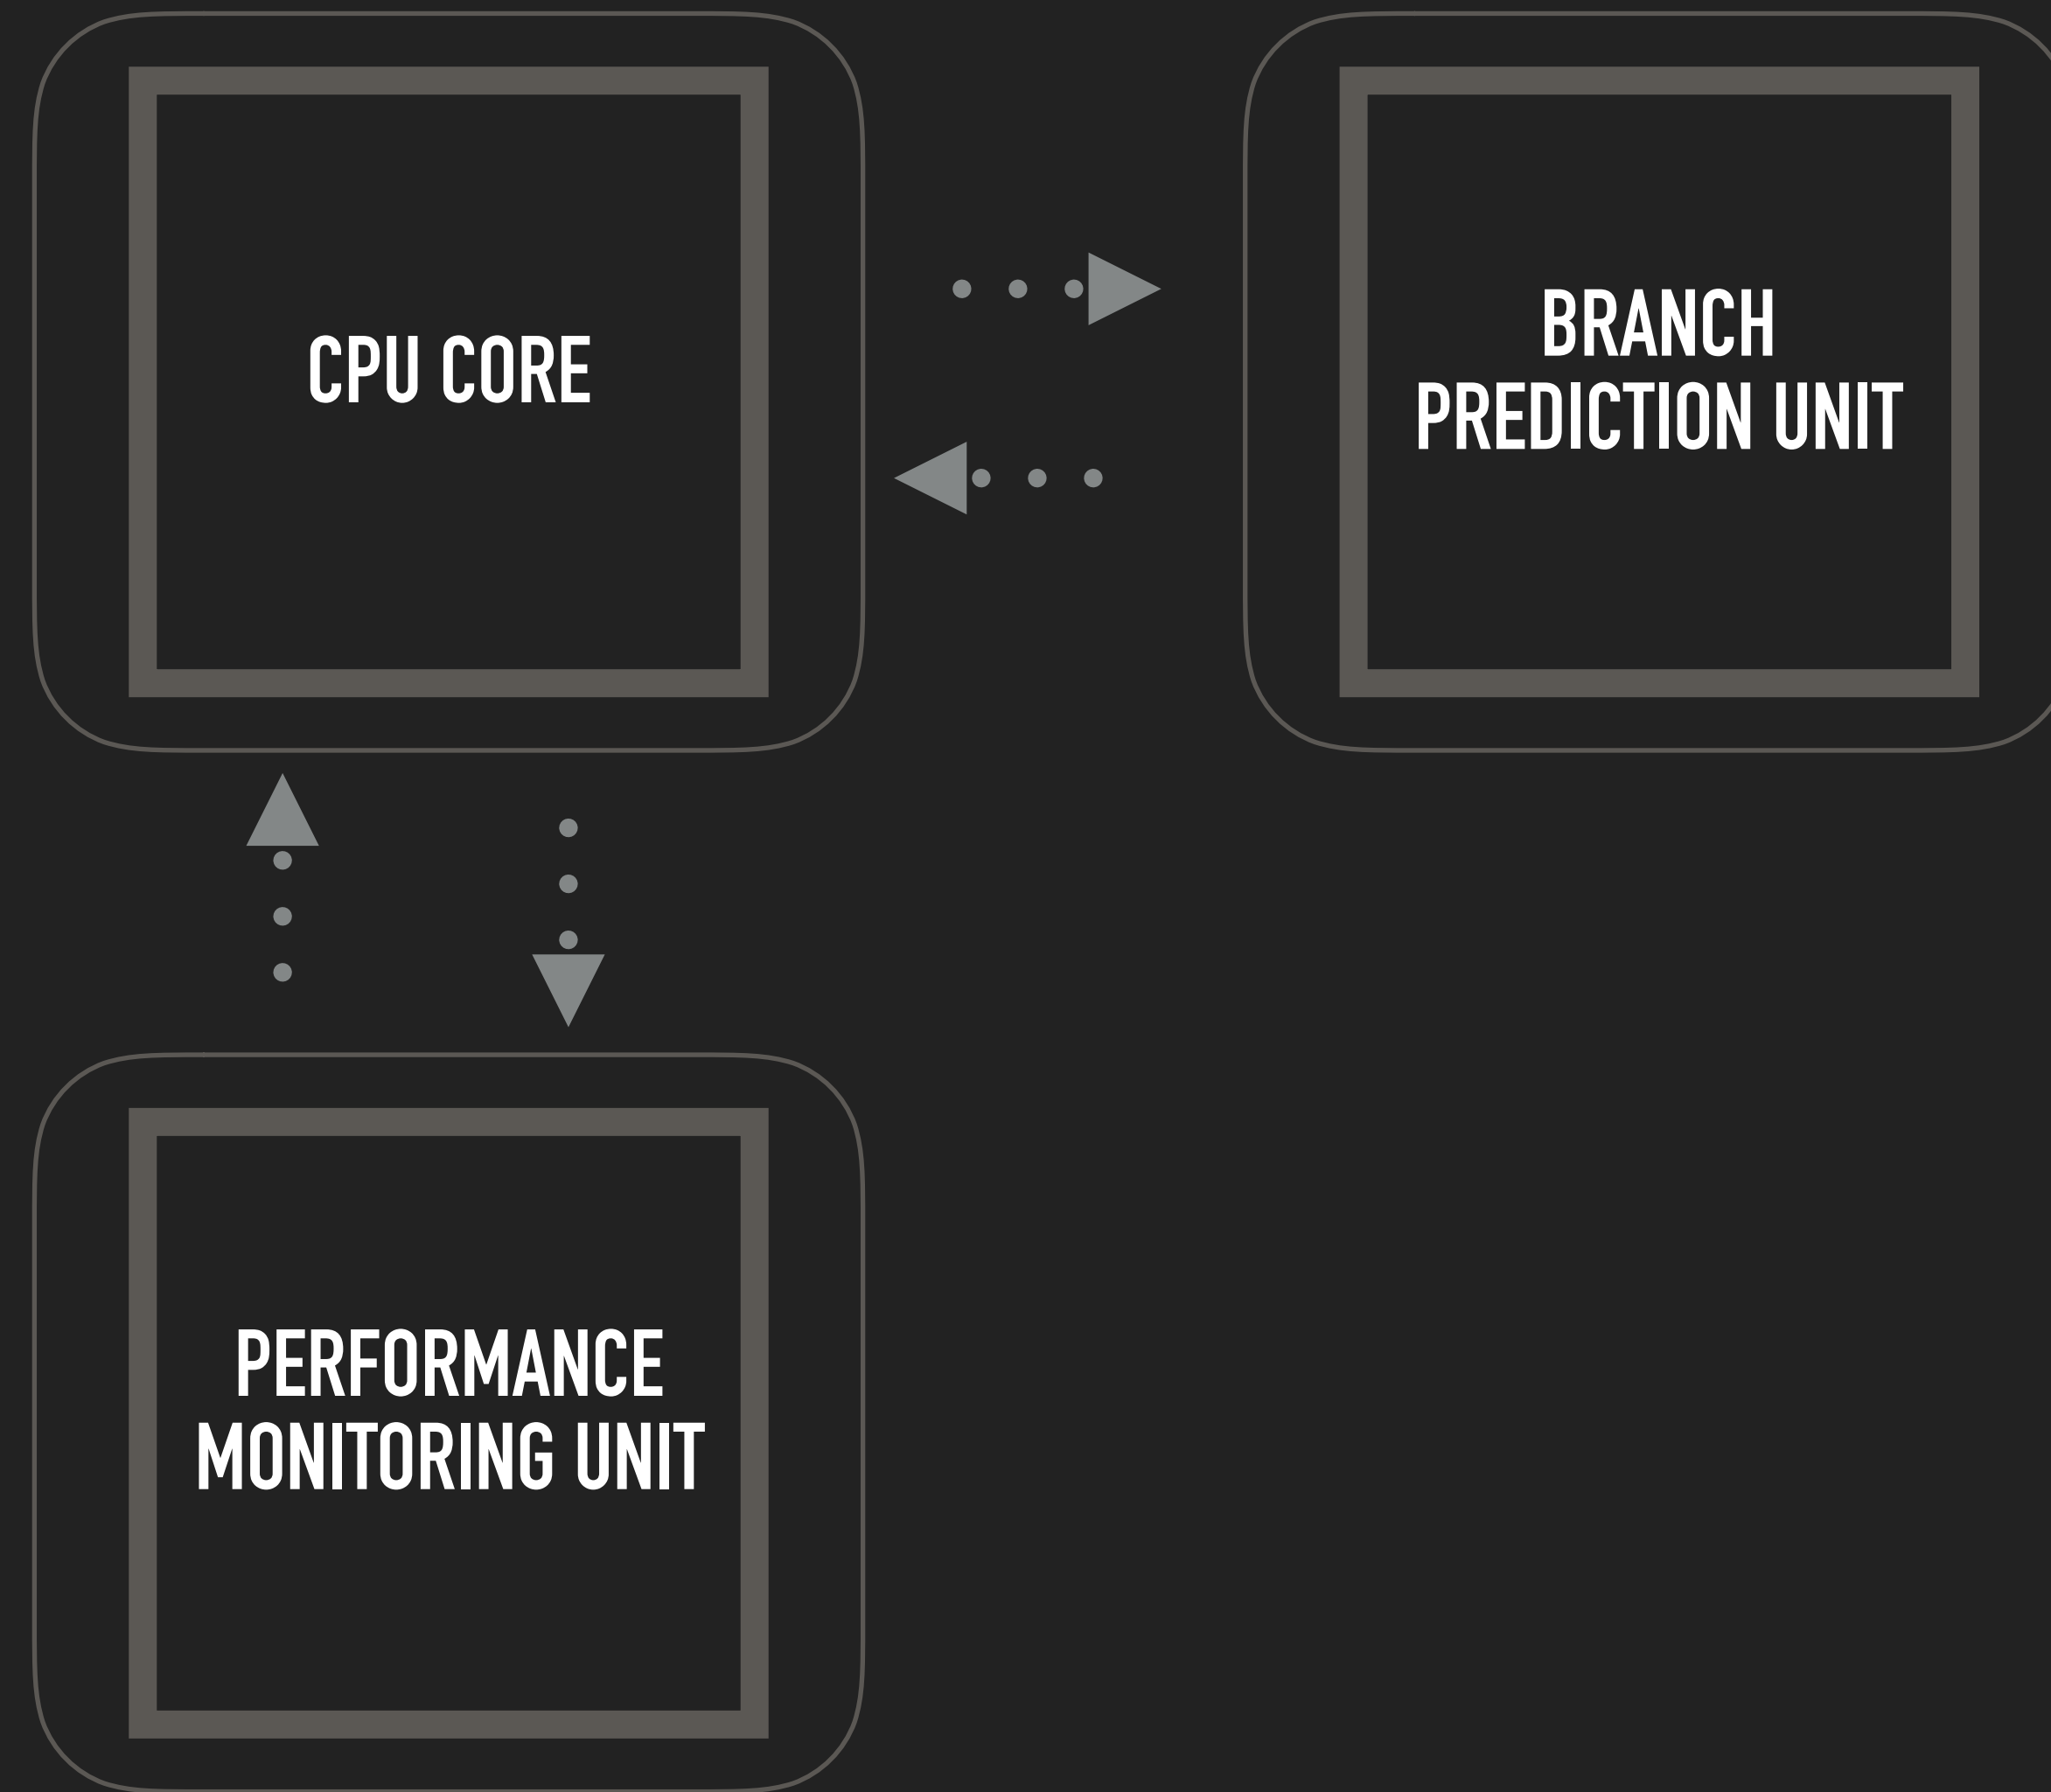 CPU CORE
BRANCH
PREDICTION UNIT
PERFORMANCE
MONITORING UNIT